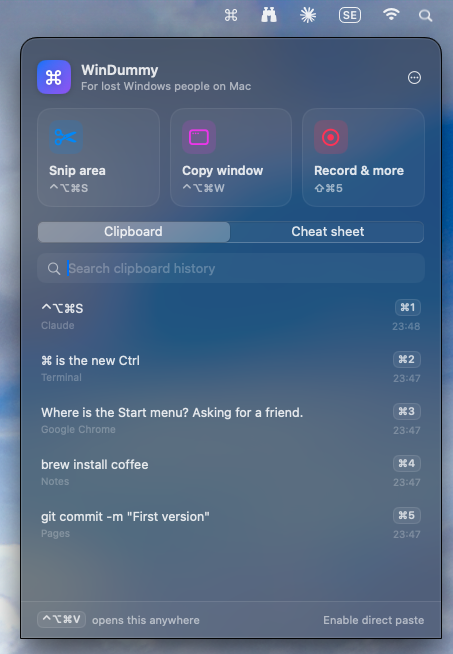 SE
WinDummy
For lost Windows people on Mac
Snip area
⌃⌥⌘S
Copy window
⌃⌥⌘W
Record & more
⇧⌘5
Clipboard
Cheat sheet
Search clipboard history
⌃⌥⌘S
⌘1
Claude
23:48
⌘ is the new Ctrl
⌘2
Terminal
23:47
Where is the Start menu? Asking for a friend.
⌘3
Google Chrome
23:47
brew install coffee
⌘4
Notes
23:47
git commit -m "First version"
⌘5
Pages
23:47
⌃⌥⌘V opens this anywhere
Enable direct paste